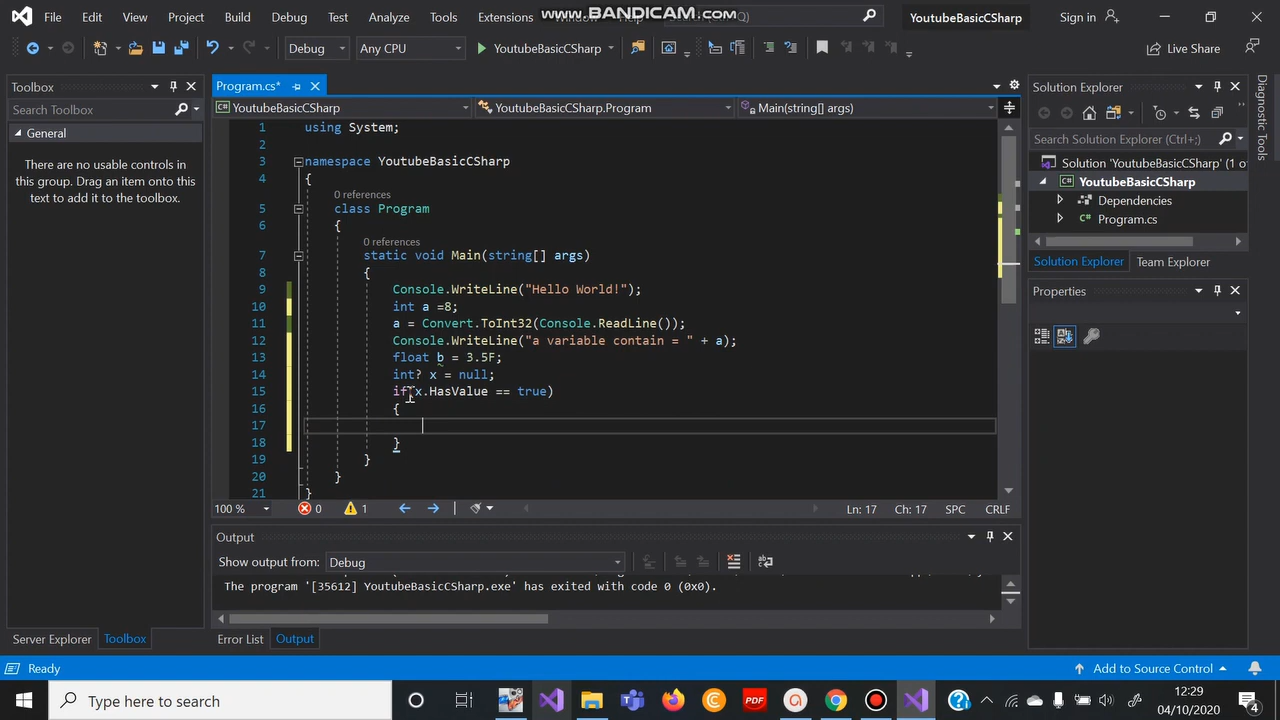 www.BANDICAM.com
File Edit View Project Build Debug Test Analyze Tools Extensions
YoutubeBasicCSharp
Sign in
Debug
Any CPU
YoutubeBasicCSharp
Live Share
Toolbox
Search Toolbox
General
There are no usable controls in
this group. Drag an item onto this
text to add it to the toolbox.
Program.cs*
YoutubeBasicCSharp
YoutubeBasicCSharp.Program
Main(string[] args)
1 using System;
2
3 namespace YoutubeBasicCSharp
4 {
0 references
5 class Program
6 {
0 references
7 static void Main(string[] args)
8 {
9 Console.WriteLine("Hello World!");
10 int a =8;
11 a = Convert.ToInt32(Console.ReadLine());
12 Console.WriteLine("a variable contain = " + a);
13 float b = 3.5F;
14 int? x = null;
15 if(x.HasValue == true)
16 {
17
18 }
19 }
20 }
21 }
100 %
0
1
Ln: 17 Ch: 17 SPC CRLF
Output
Show output from: Debug
The program '[35612] YoutubeBasicCSharp.exe' has exited with code 0 (0x0).
Server Explorer Toolbox
Error List Output
Solution Explorer
Search Solution Explorer (Ctrl+;)
Solution 'YoutubeBasicCSharp' (1 of
YoutubeBasicCSharp
Dependencies
Program.cs
Solution Explorer Team Explorer
Properties
Diagnostic Tools
Ready
Add to Source Control
Type here to search
PDF
12:29
04/10/2020
4